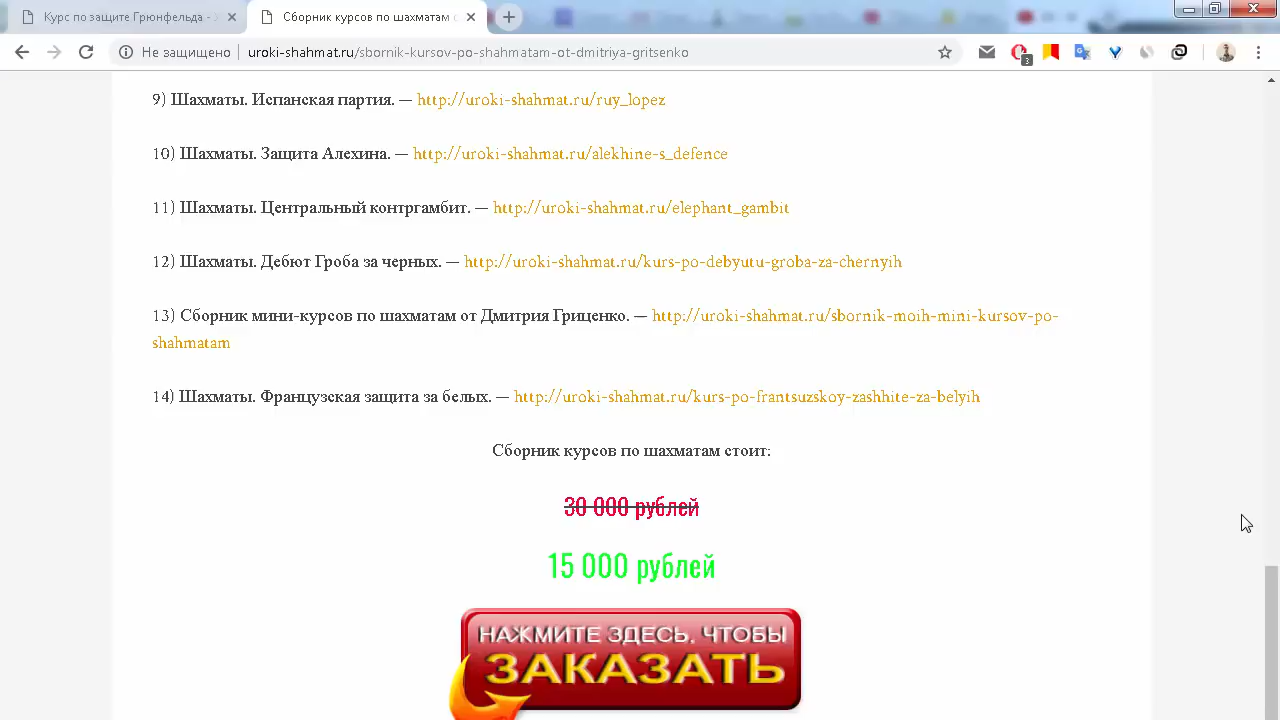 Курс по защите Грюнфельда -
Сборник курсов по шахматам с
Не защищено
uroki-shahmat.ru/sbornik-kursov-po-shahmatam-ot-dmitriya-gritsenko
3
9) Шахматы. Испанская партия. — http://uroki-shahmat.ru/ruy_lopez
10) Шахматы. Защита Алехина. — http://uroki-shahmat.ru/alekhine-s_defence
11) Шахматы. Центральный контргамбит. — http://uroki-shahmat.ru/elephant_gambit
12) Шахматы. Дебют Гроба за черных. — http://uroki-shahmat.ru/kurs-po-debyutu-groba-za-chernyih
13) Сборник мини-курсов по шахматам от Дмитрия Гриценко. — http://uroki-shahmat.ru/sbornik-moih-mini-kursov-po-
shahmatam
14) Шахматы. Французская защита за белых. — http://uroki-shahmat.ru/kurs-po-frantsuzskoy-zashhite-za-belyih
Сборник курсов по шахматам стоит:
30 000 рублей
15 000 рублей
НАЖМИТЕ ЗДЕСЬ, ЧТОБЫ
ЗАКАЗАТЬ